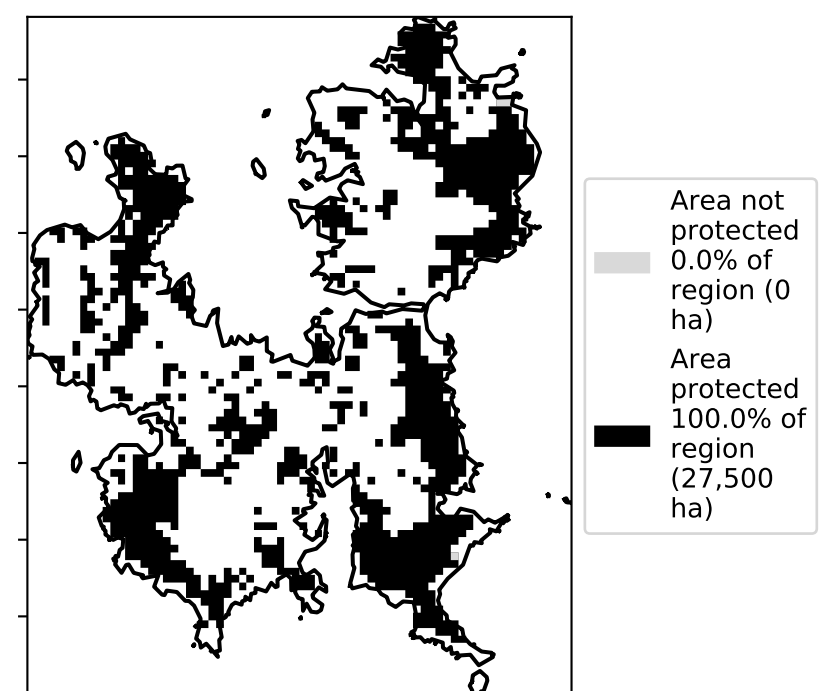 Area not
protected
0.0% of
region (0
ha)
Area
protected
100.0% of
region
(27,500
ha)